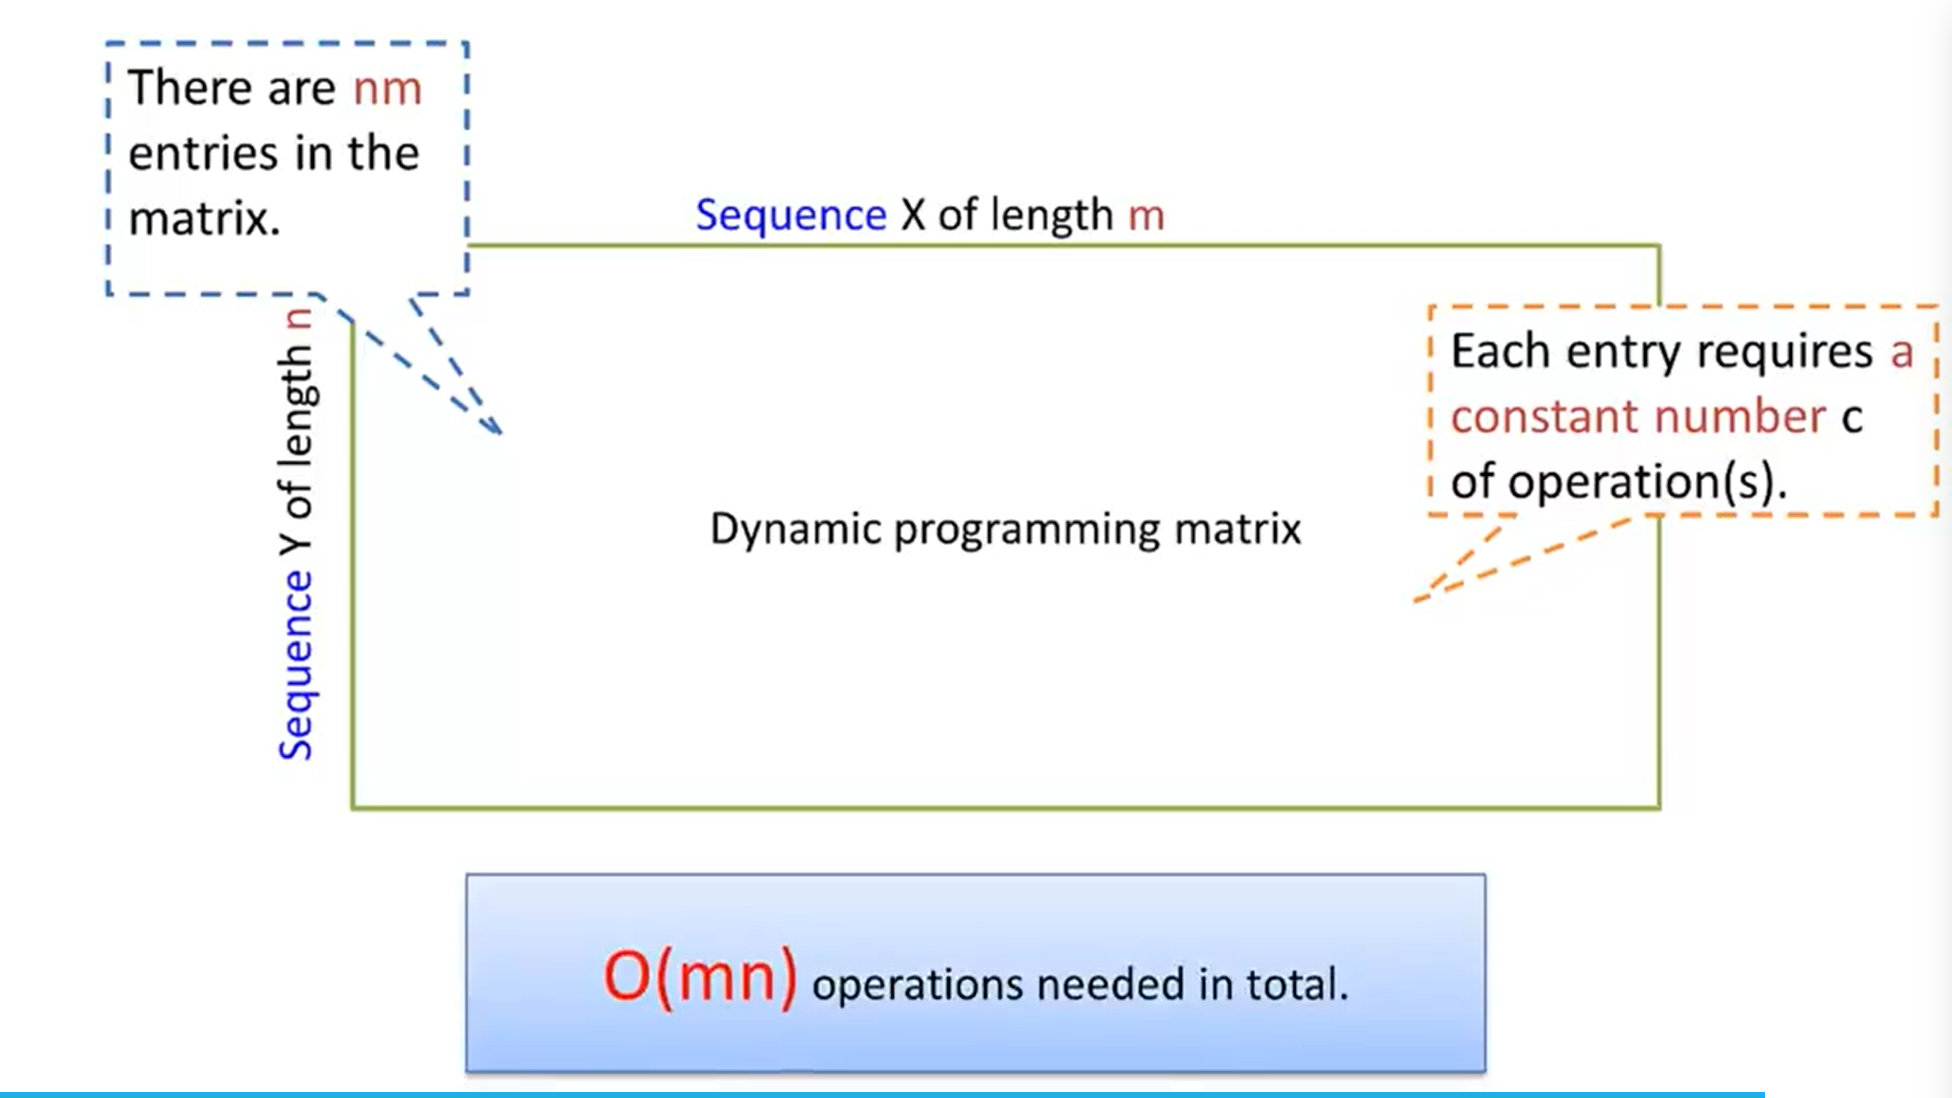 There are nm
entries in the
matrix.
Sequence X of length m
Sequence Y of length n
Each entry requires a
constant number c
of operation(s).
Dynamic programming matrix
O(mn) operations needed in total.